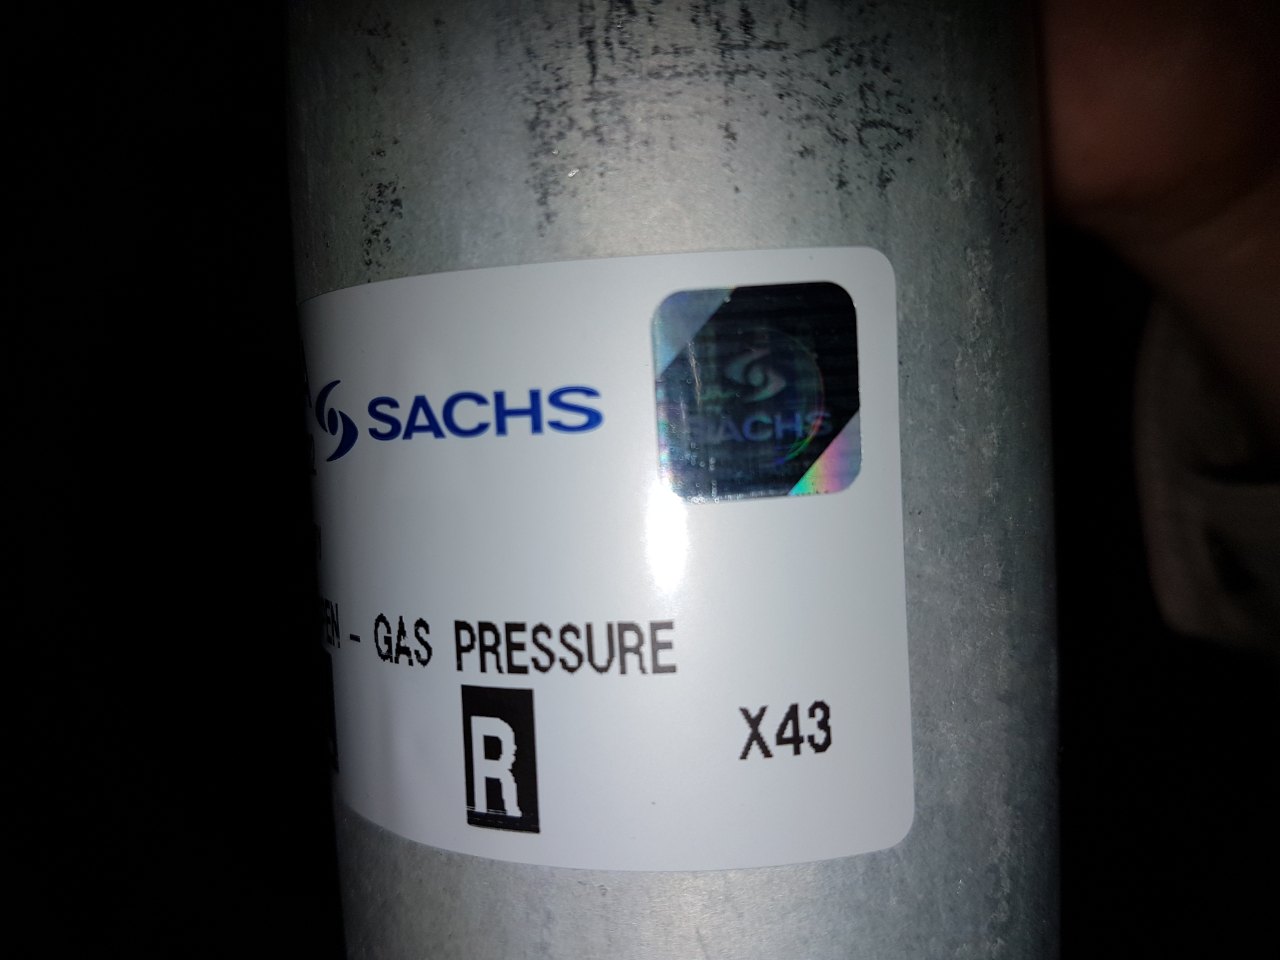 SACHS
SACHS
- GAS PRESSURE
R
X43